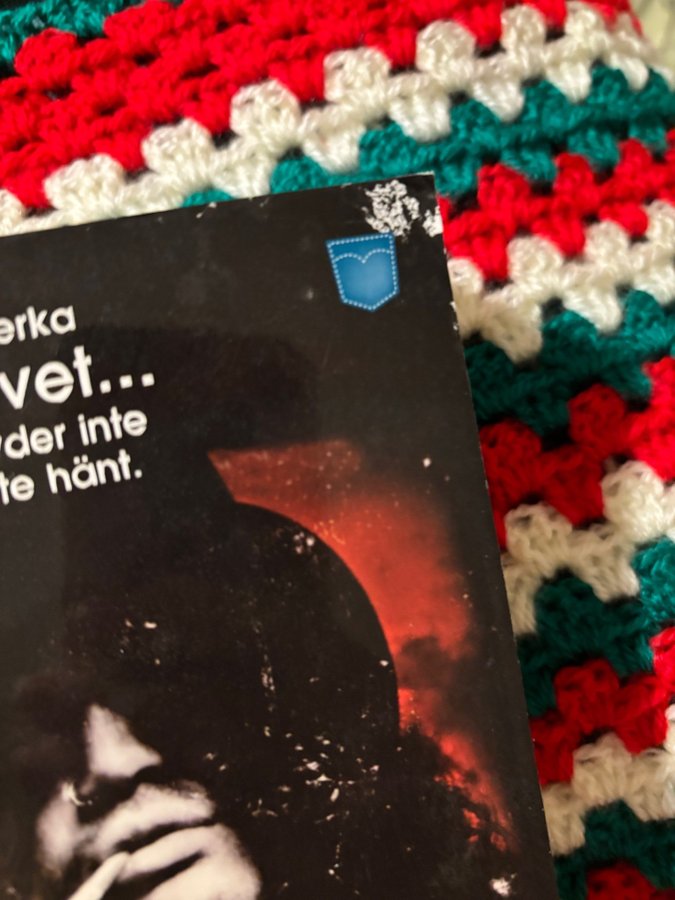 erka
vet...
der inte
te hänt.